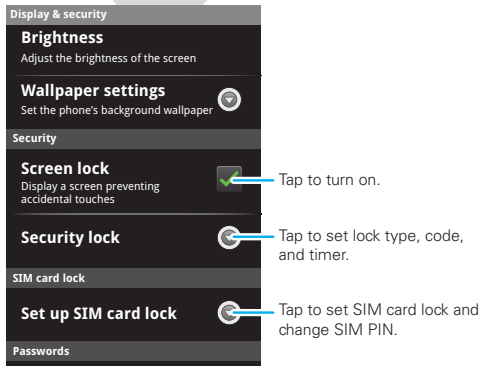 Display & security
Brightness
Adjust the brightness of the screen
Wallpaper settings
Set the phone's background wallpaper
Security
Screen lock
Display a screen preventing
accidental touches
Tap to turn on.
Security lock
Tap to set lock type, code,
and timer.
SIM card lock
Set up SIM card lock
Tap to set SIM card lock and
change SIM PIN.
Passwords